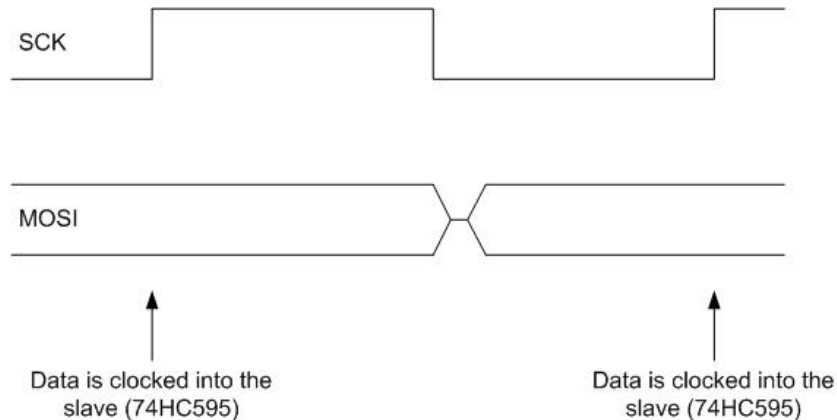 SCK
MOSI
Data is clocked into the
slave (74HC595)
Data is clocked into the
slave (74HC595)